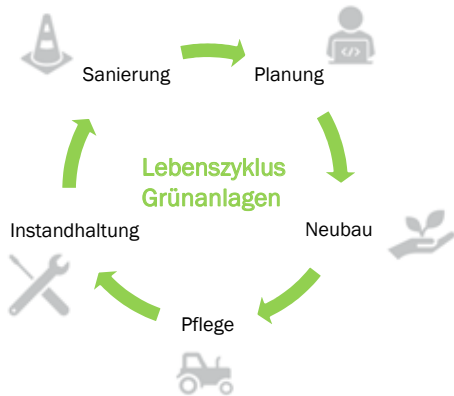 Sanierung
Planung
Lebenszyklus
Grünanlagen
Instandhaltung
Neubau
Pflege